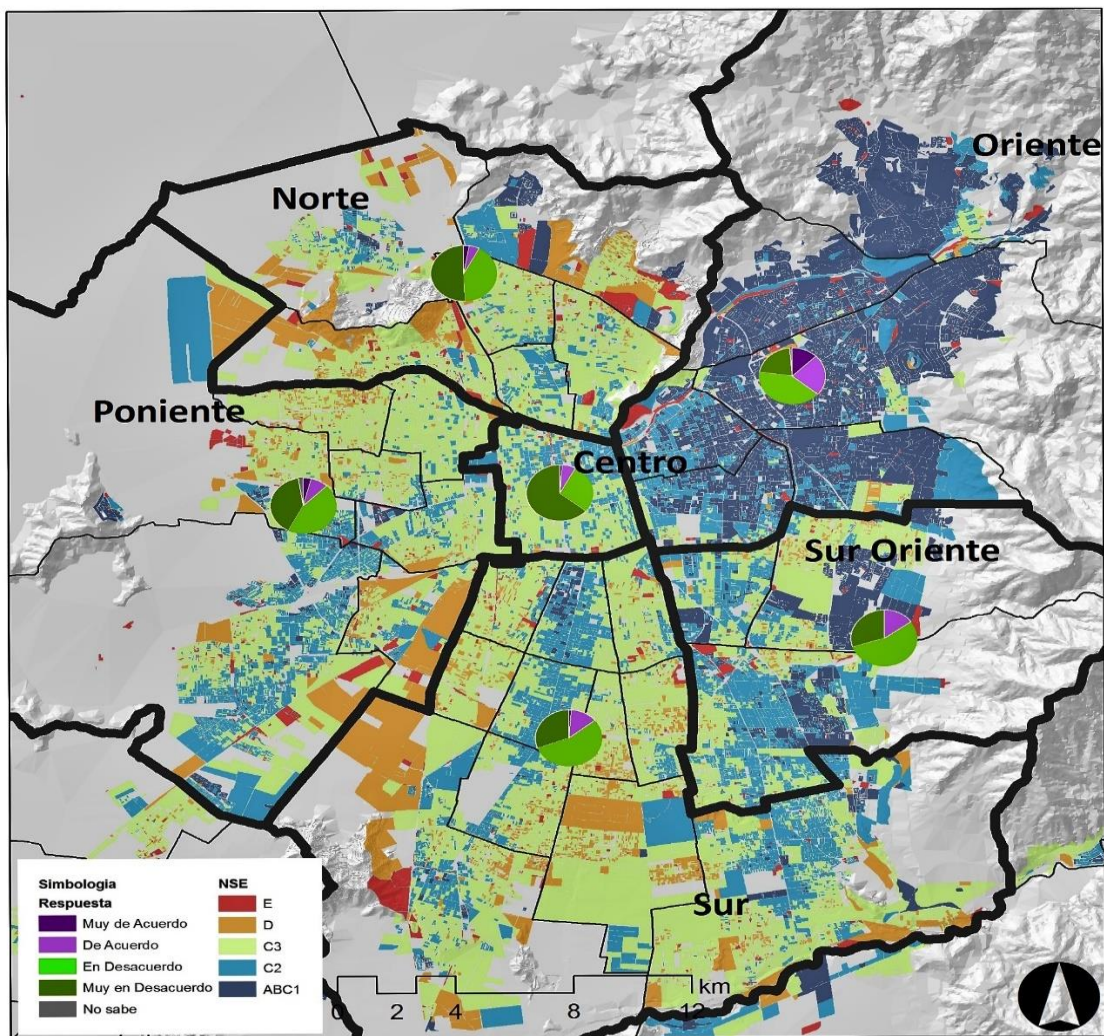 Oriente
Norte
Poniente
Centro
Sur Oriente
Sur
Simbologia
Respuesta
Muy de Acuerdo
De Acuerdo
En Desacuerdo
Muy en Desacuerdo
No sabe
NSE
E
D
C3
C2
ABC1
km
0 2 4 8 12